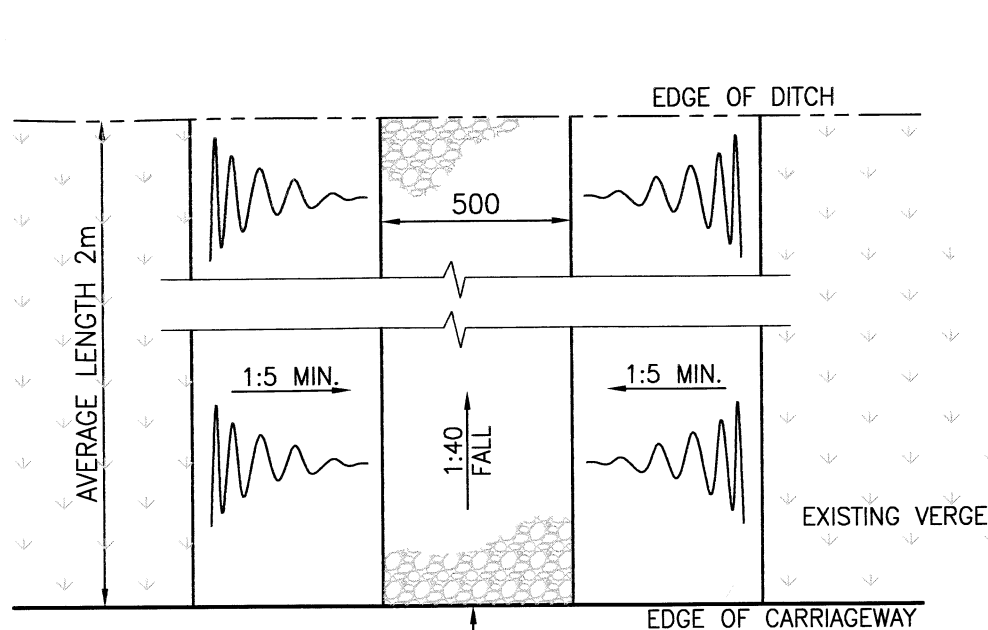 EDGE OF DITCH
500
AVERAGE LENGTH 2m
1:5 MIN.
1:5 MIN.
1:40
FALL
EXISTING VERGE
EDGE OF CARRIAGEWAY